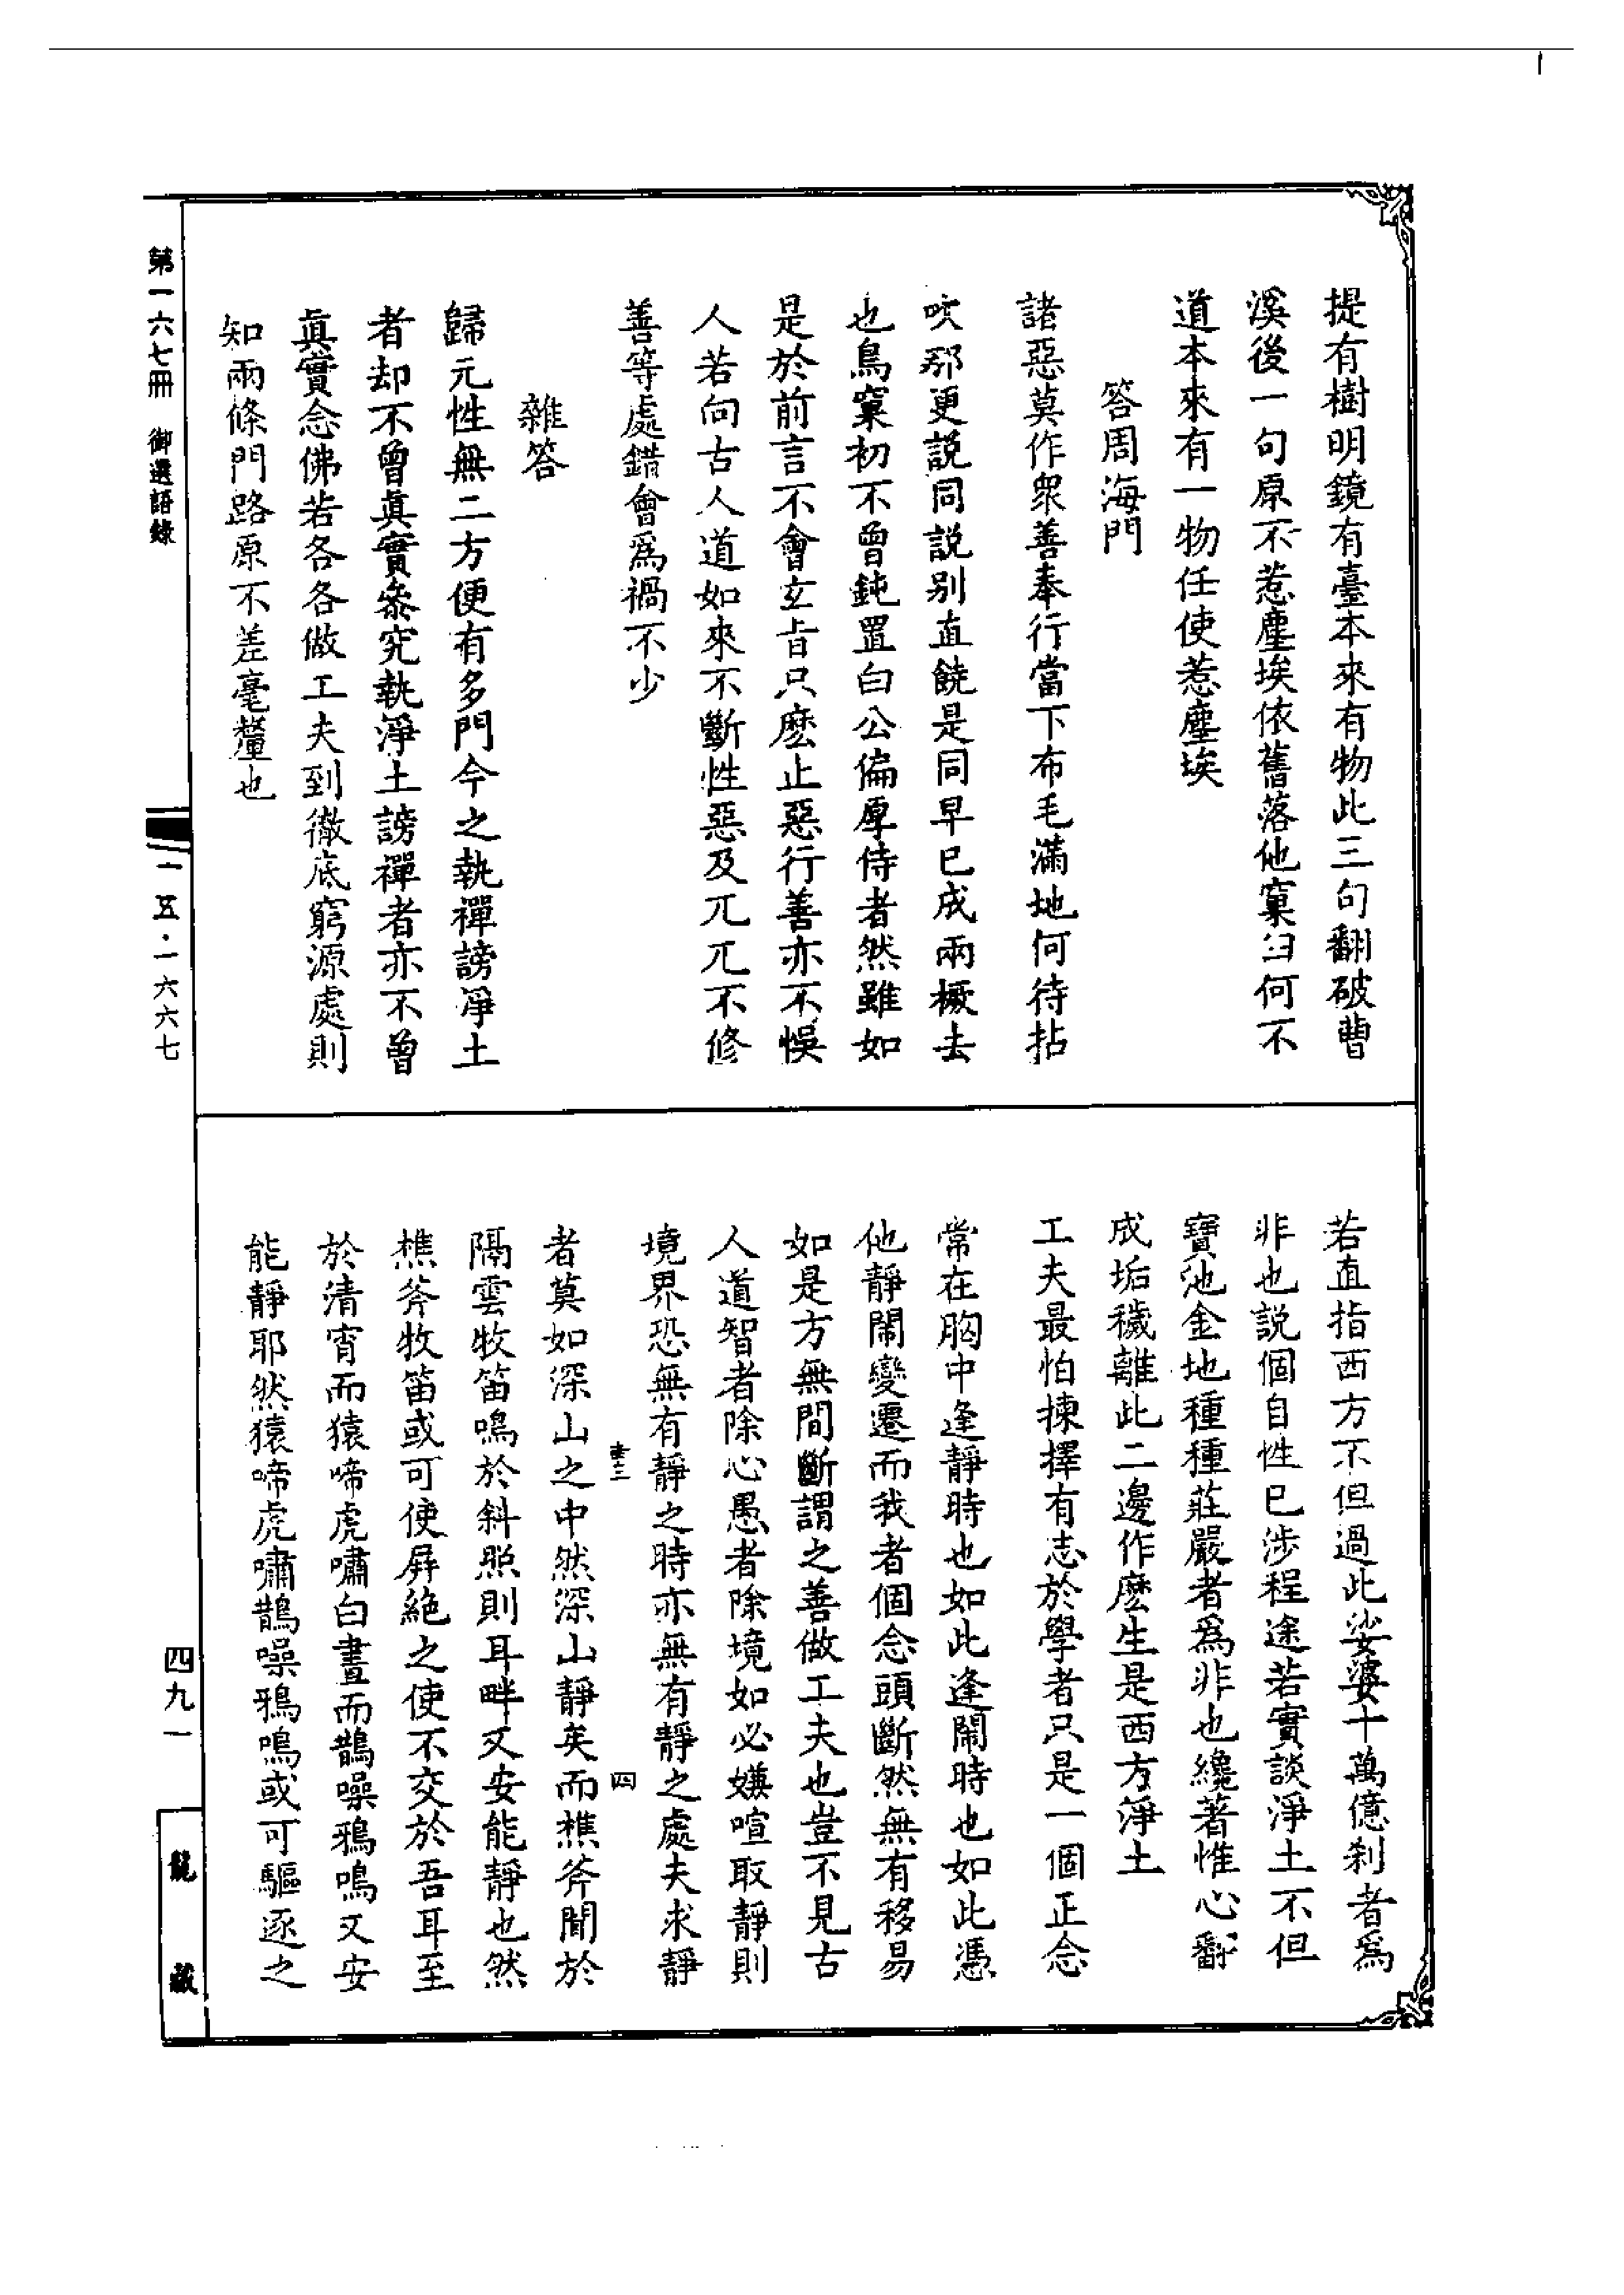 提有樹明鏡有臺本來有物此三句翻破曹
溪後一句原不惹塵埃依舊落他窠臼何不
道本來有一物任使惹塵埃
答周海門
諸惡莫作衆善奉行當下布毛滿地何待拈
吹那更説同説别直饒是同早已成兩橛去
也鳥窠初不曾鈍置白公偏厚侍者然雖如
是於前言不會玄旨只麽止惡行善亦不悞
人若向古人道如來不斷性惡及兀兀不修
善等處錯會爲禍不少
雜答
歸元性無二方便有多門今之執禪謗淨土
者却不曾眞實叅究執淨土謗禪者亦不曾
眞實念佛若各各做工夫到徹底窮源處則
知兩條門路原不差毫釐也
若直指西方不但過此娑婆十萬億刹者爲
非也説個自性已涉程途若實談淨土不但
寶池金地種種莊嚴者爲非也纔著惟心翻
成垢穢離此二邊作麽生是西方淨土
工夫最怕揀擇有志於學者只是一個正念
常在胸中逢靜時也如此逢鬧時也如此憑
他靜鬧變遷而我者個念頭斷然無有移易
如是方無間斷謂之善做工夫也豈不見古
人道智者除心愚者除境如必嫌喧取靜則
境界恐無有靜之時亦無有靜之處夫求靜
四
者莫如深山之中然深山靜矣而樵斧聞於
隔雲牧笛鳴於斜照則耳畔又安能靜也然
樵斧牧笛或可使屏絶之使不交於吾耳至
於清宵而猿啼虎嘯白晝而鵲噪鴉鳴又安
能靜耶然猿啼虎嘯鵲噪鴉鳴或可驅逐之
第一六七冊　御選語錄
一五·一六六七
四九一
龍藏